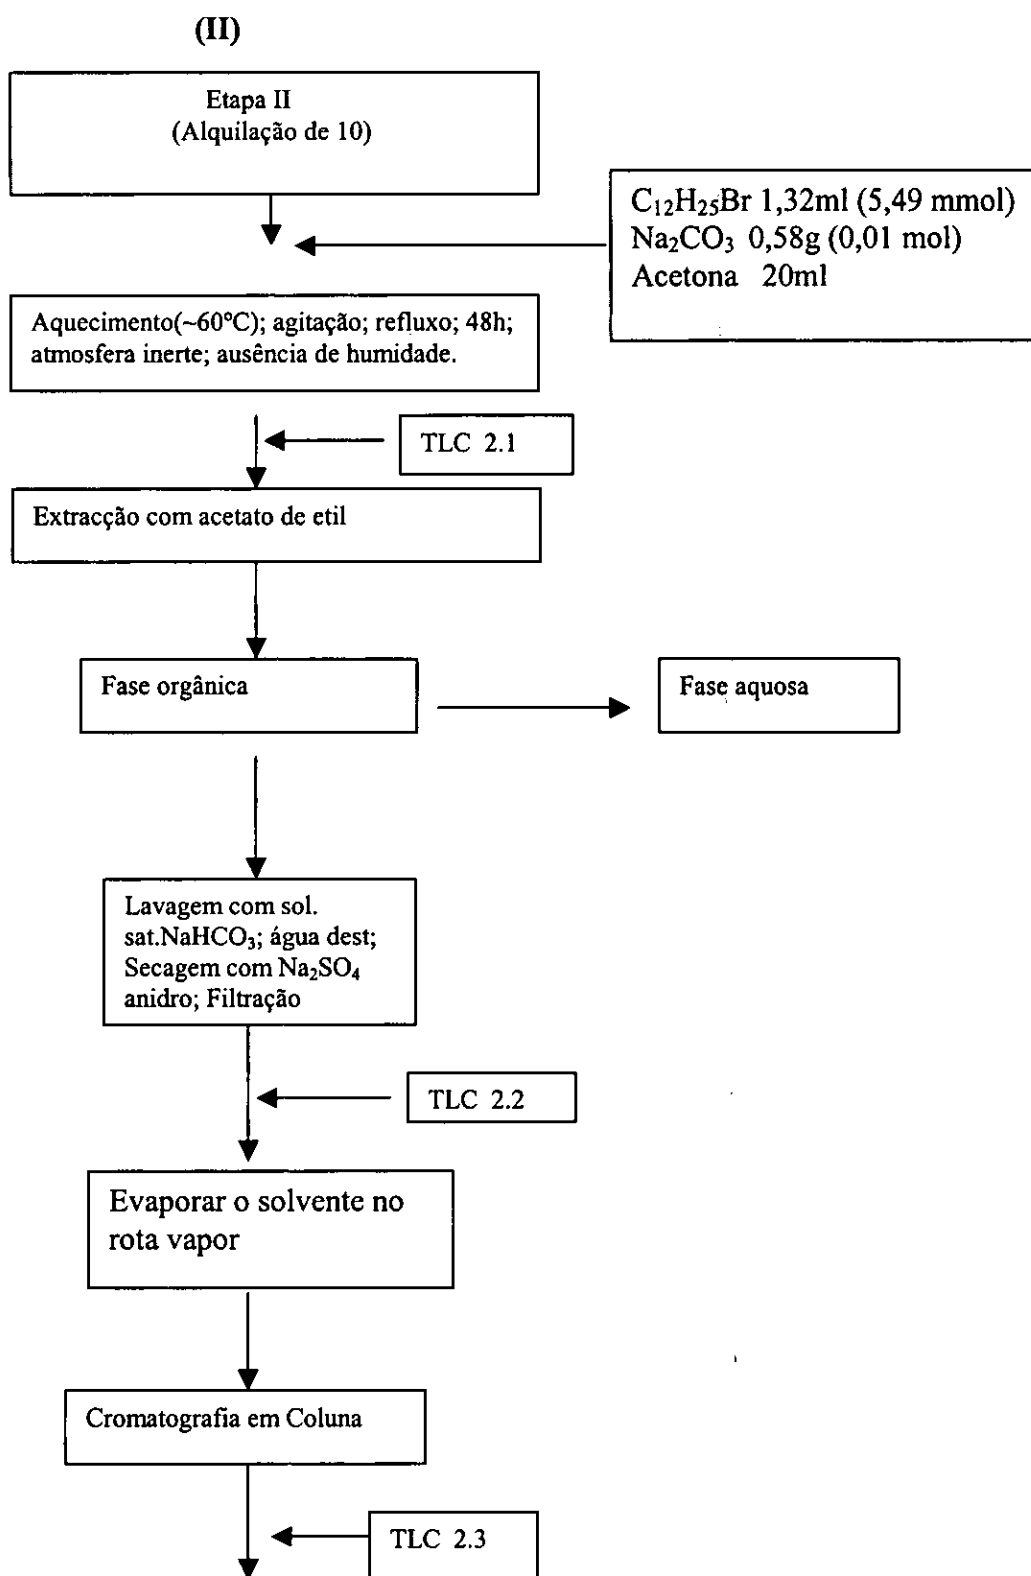 (II)
Etapa II
(Alquilação de 10)
C₁₂H₂₅Br 1,32ml (5,49 mmol)
Na₂CO₃ 0,58g (0,01 mol)
Acetona 20ml
Aquecimento(~60ºC); agitação; refluxo; 48h;
atmosfera inerte; ausência de humidade.
TLC 2.1
Extracção com acetato de etil
Fase orgânica
Fase aquosa
Lavagem com sol.
sat.NaHCO₃; água dest;
Secagem com Na₂SO₄
anidro; Filtração
TLC 2.2
Evaporar o solvente no
rota vapor
Cromatografia em Coluna
TLC 2.3